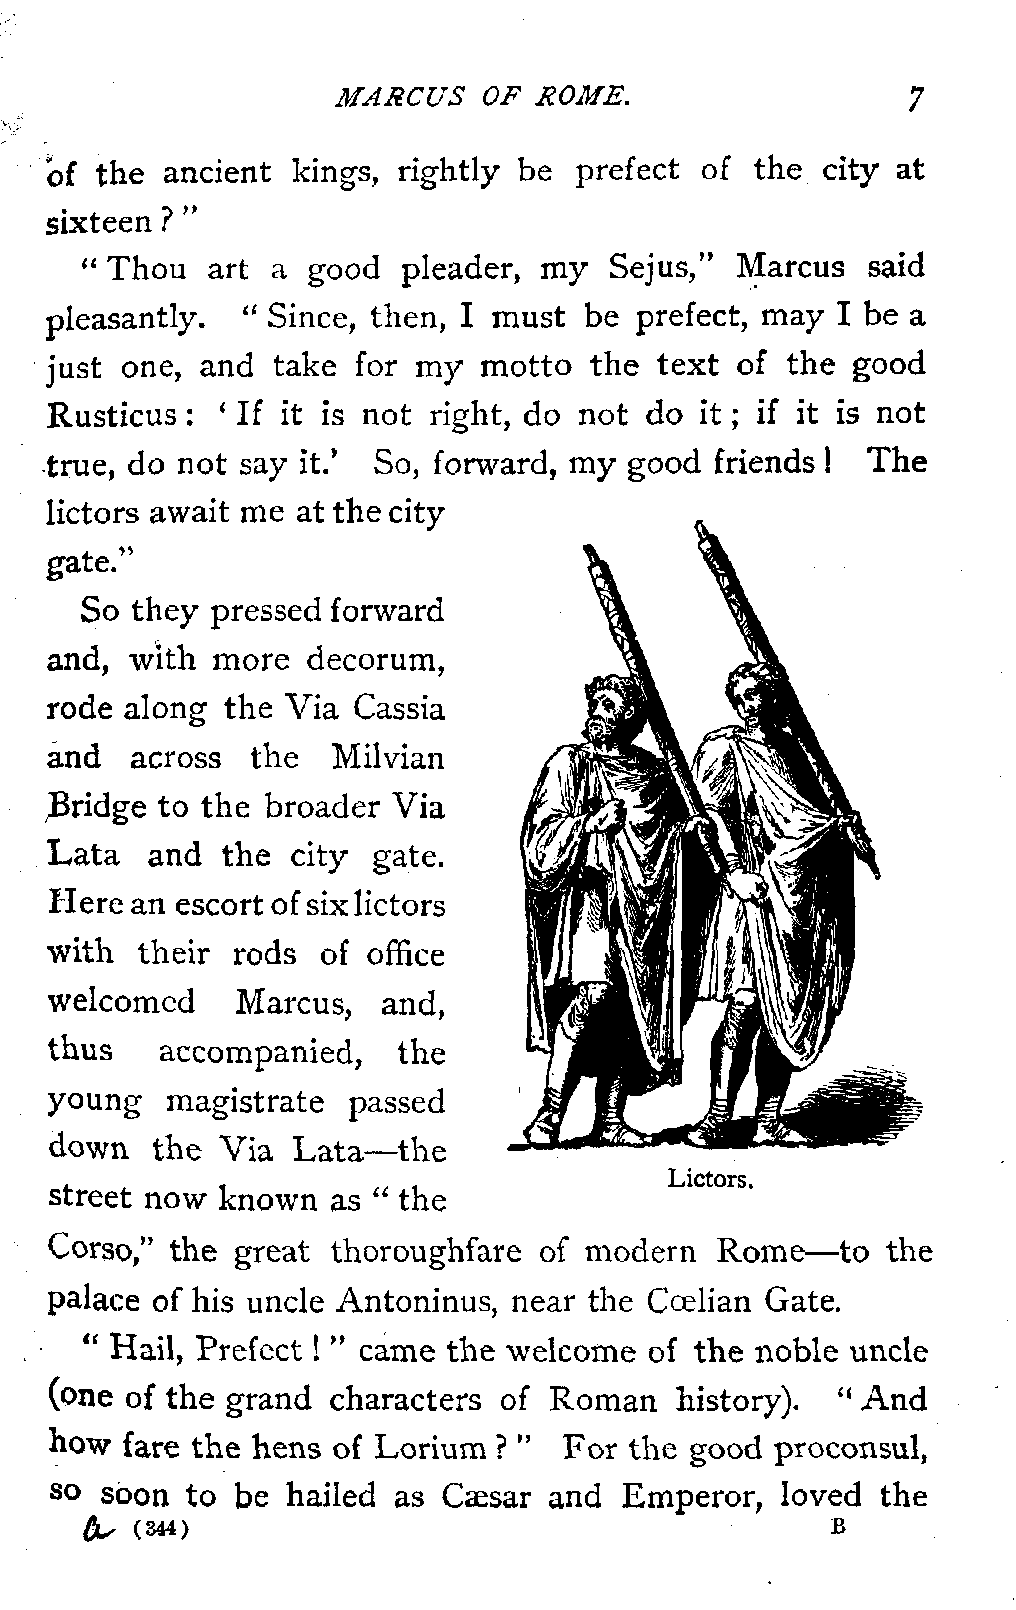 MARCUS OF ROME. 7
of the ancient kings, rightly be prefect of the city at
sixteen?"
"Thou art a good pleader, my Sejus," Marcus said
pleasantly. "Since, then, I must be prefect, may I be a
just one, and take for my motto the text of the good
Rusticus: 'If it is not right, do not do it; if it is not
true, do not say it.' So, forward, my good friends! The
lictors await me at the city
gate."
So they pressed forward
and, with more decorum,
rode along the Via Cassia
and across the Milvian
Bridge to the broader Via
Lata and the city gate.
Here an escort of six lictors
with their rods of office
welcomed Marcus, and,
thus accompanied, the
young magistrate passed
down the Via Lata—the
street now known as "the
Lictors.
Corso," the great thoroughfare of modern Rome—to the
palace of his uncle Antoninus, near the Cœlian Gate.
"Hail, Prefect!" came the welcome of the noble uncle
(one of the grand characters of Roman history). "And
how fare the hens of Lorium?" For the good proconsul,
so soon to be hailed as Cæsar and Emperor, loved the
(344) B